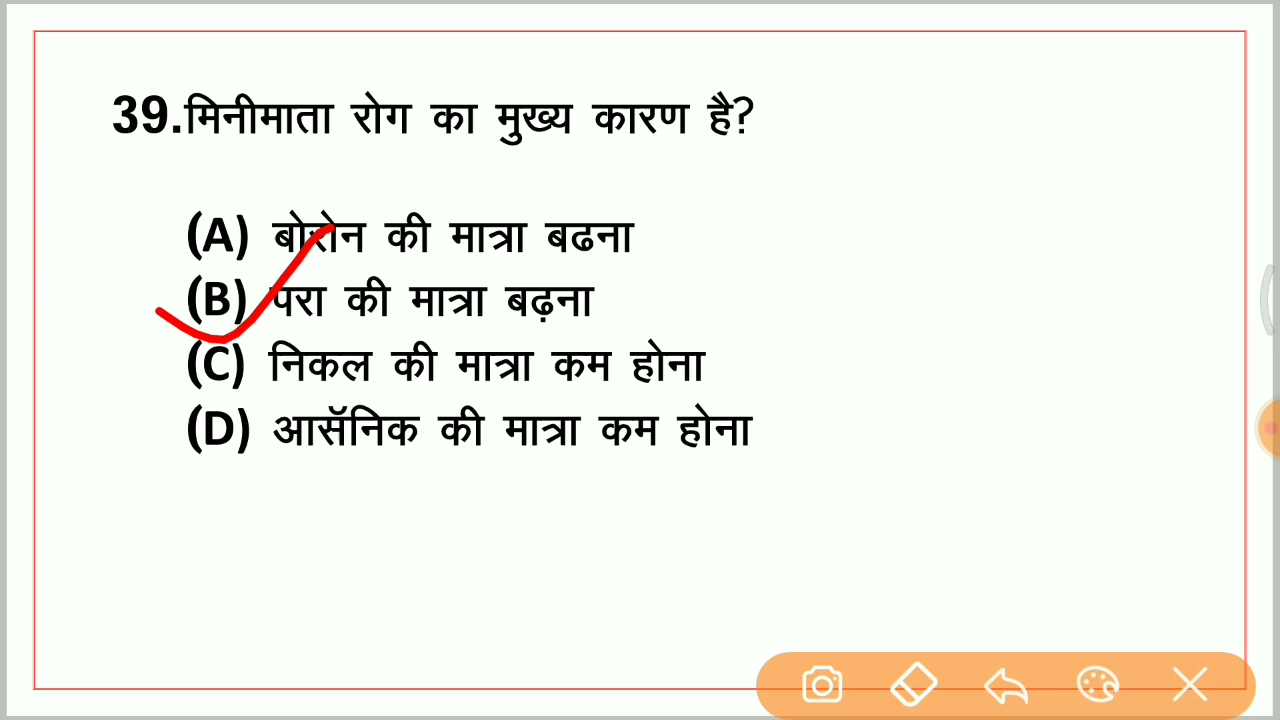 39.मिनीमाता रोग का मुख्य कारण है?
(A) बोरोन की मात्रा बढना
(B) परा की मात्रा बढ़ना
(C) निकल की मात्रा कम होना
(D) आर्सॅनिक की मात्रा कम होना